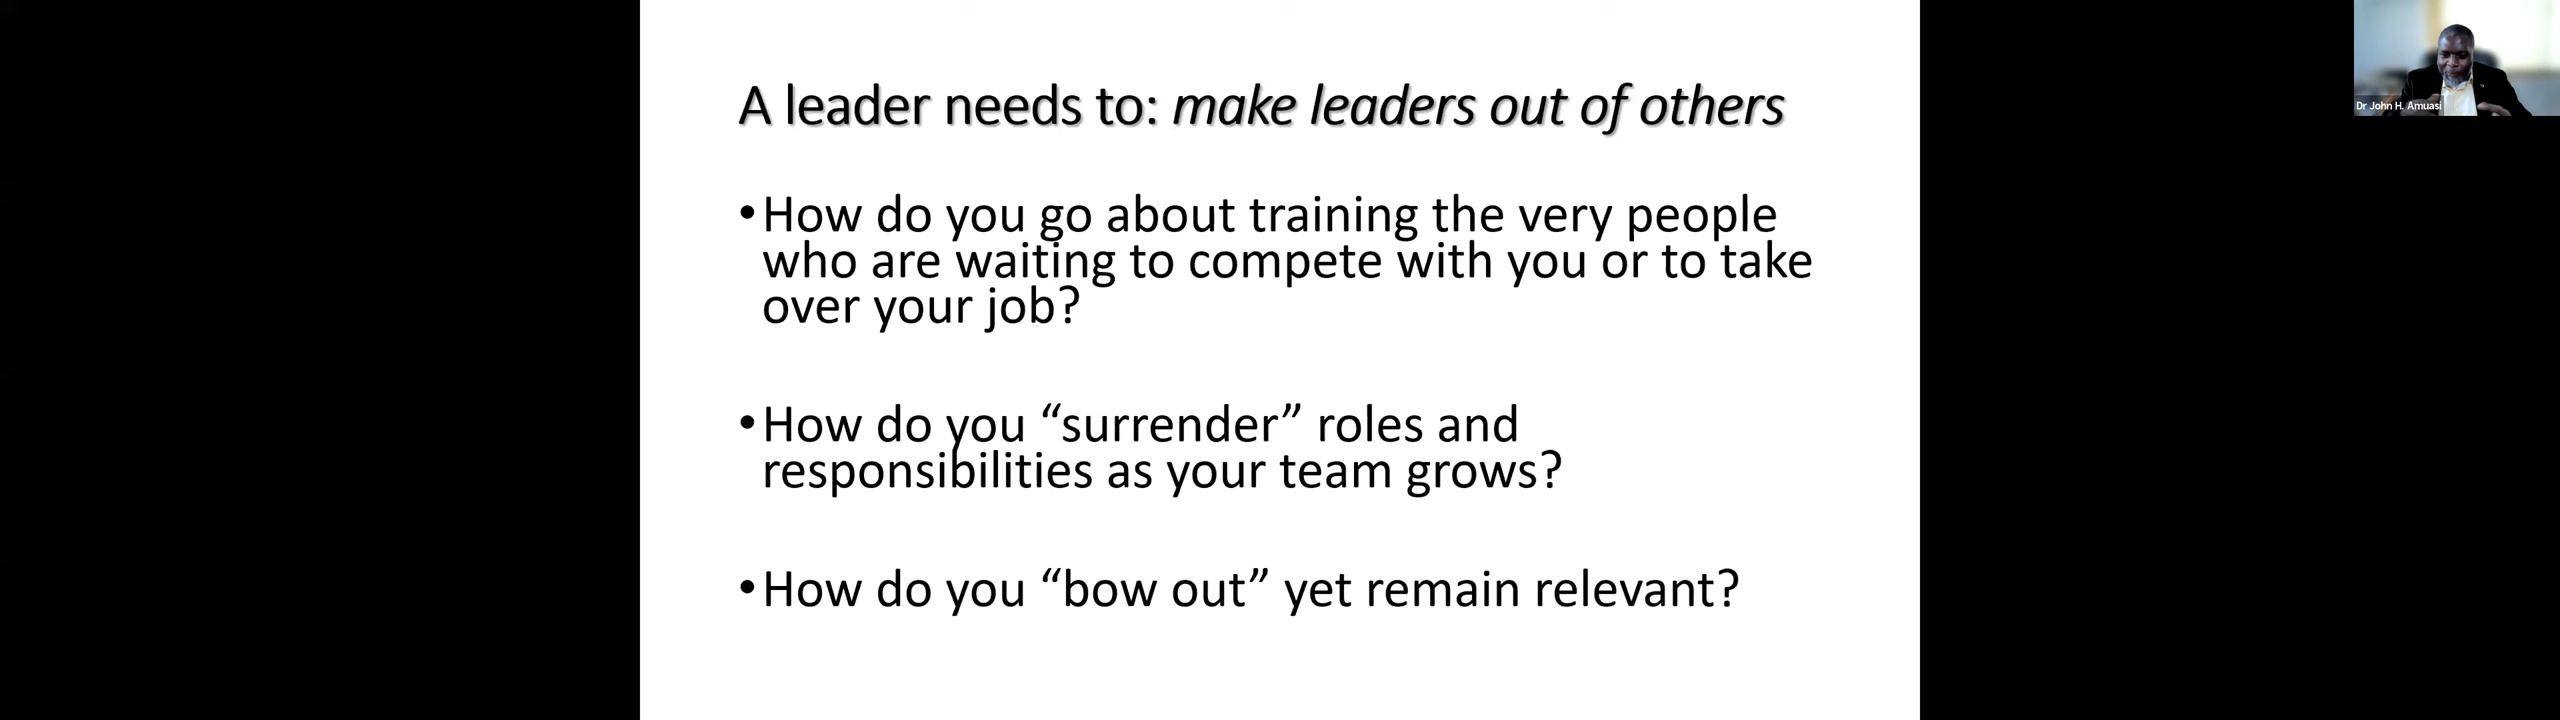 A leader needs to: make leaders out of others
•How do you go about training the very people
who are waiting to compete with you or to take
over your job?
•How do you “surrender” roles and
responsibilities as your team grows?
•How do you “bow out” yet remain relevant?
Dr John H. Amuasi